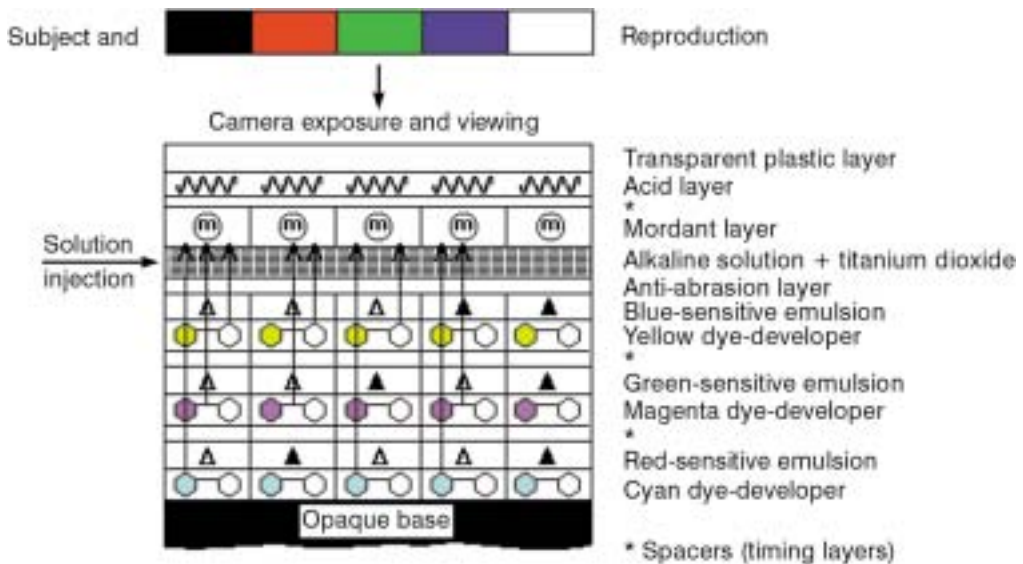 Subject and
Reproduction
Camera exposure and viewing
Transparent plastic layer
Acid layer
*
m m m m m
Mordant layer
Solution
injection
Alkaline solution + titanium dioxide
Anti-abrasion layer
Blue-sensitive emulsion
Yellow dye-developer
*
Green-sensitive emulsion
Magenta dye-developer
*
Red-sensitive emulsion
Cyan dye-developer
Opaque base
* Spacers (timing layers)